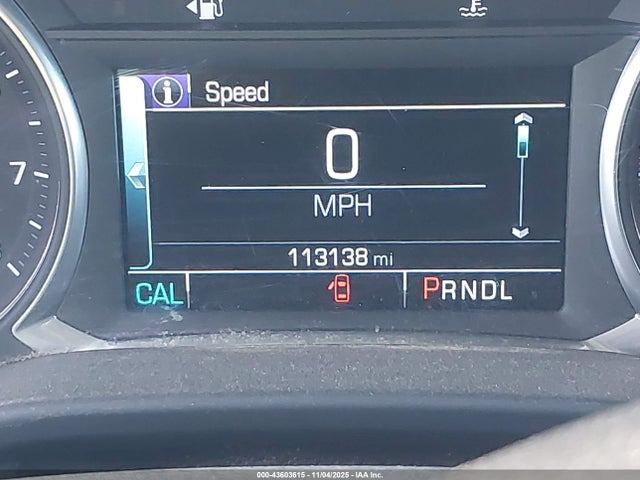 Speed
7
0
MPH
113138 mi
CAL PRNDL
000-43603615 - 11/04/2025 - IAA Inc.